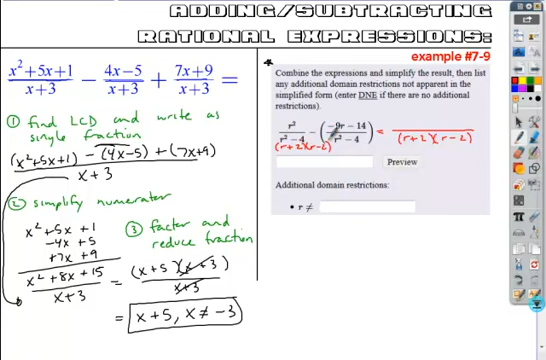 ADDING/SUBTRACTING
RATIONAL EXPRESSIONS:
example #7-9
x²+5x+1/x+3 − 4x−5/x+3 + 7x+9/x+3 =
① find LCD and write as
single fraction
(x²+5x+1) − (4x−5) + (7x+9)
x+3
② simplify numerator
x² +5x + 1
−4x + 5
+7x + 9
x² + 8x + 15
x+3
③ factor and
reduce fraction
= (x+5)(x+3)
x+3
= x+5, x ≠ −3
Combine the expressions and simplify the result, then list
any additional domain restrictions not apparent in the
simplified form (enter DNE if there are no additional
restrictions).
r²/r²−4 − (−9r−14/r²−4) = /(r+2)(r−2)
(r+2)(r−2)
Preview
Additional domain restrictions:
• r ≠